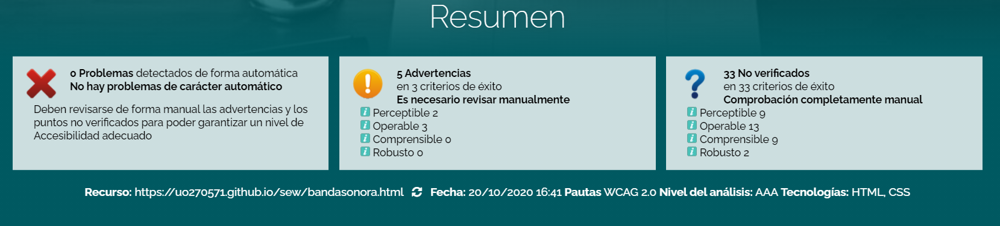 Resumen
0 Problemas detectados de forma automática
No hay problemas de carácter automático
Deben revisarse de forma manual las advertencias y los
puntos no verificados para poder garantizar un nivel de
Accesibilidad adecuado
5 Advertencias
en 3 criterios de éxito
Es necesario revisar manualmente
Perceptible 2
Operable 3
Comprensible 0
Robusto 0
33 No verificados
en 33 criterios de éxito
Comprobación completamente manual
Perceptible 9
Operable 13
Comprensible 9
Robusto 2
Recurso: https://uo270571.github.io/sew/bandasonora.html Fecha: 20/10/2020 16:41 Pautas WCAG 2.0 Nivel del análisis: AAA Tecnologías: HTML, CSS